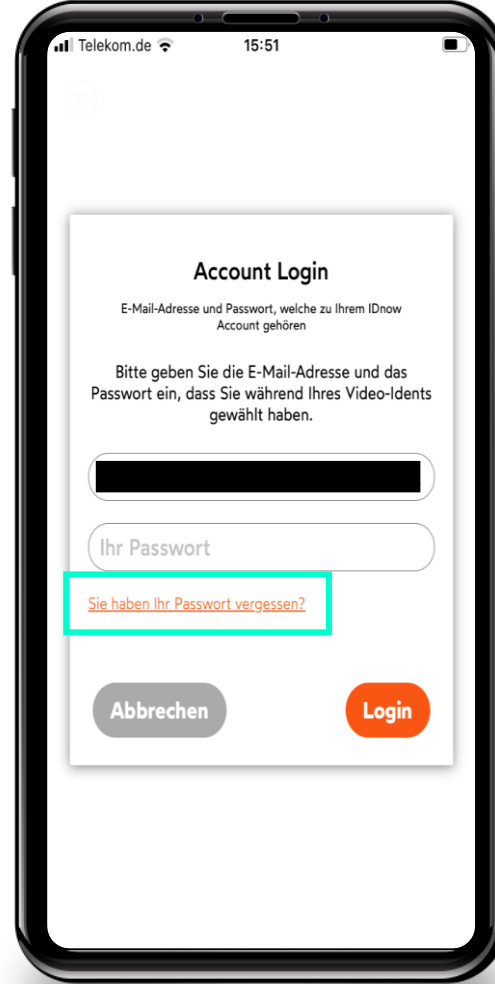 Telekom.de 15:51
Account Login
E-Mail-Adresse und Passwort, welche zu Ihrem IDnow
Account gehören
Bitte geben Sie die E-Mail-Adresse und das
Passwort ein, dass Sie während Ihres Video-Idents
gewählt haben.
Ihr Passwort
Sie haben Ihr Passwort vergessen?
Abbrechen Login